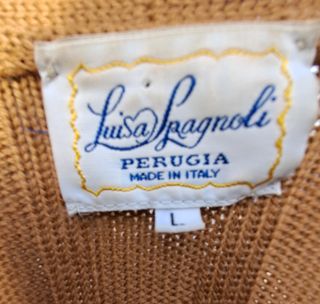 Luisa Spagnoli
PERUGIA
MADE IN ITALY
L